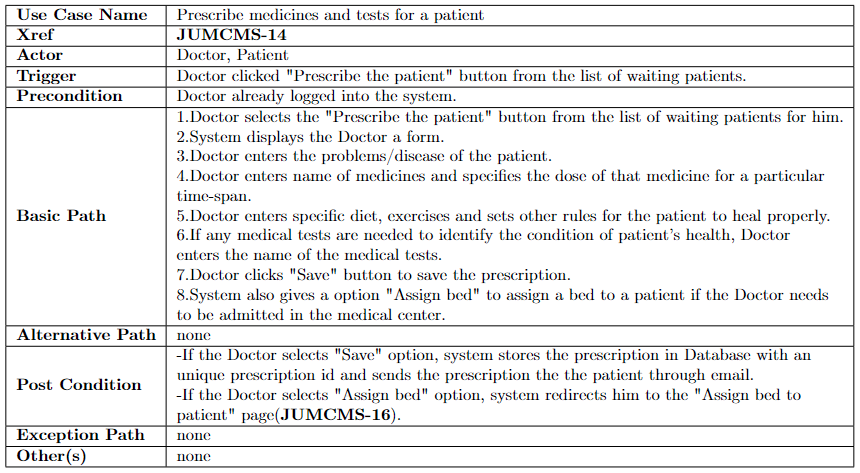 Use Case Name Prescribe medicines and tests for a patient
Xref JUMCMS-14
Actor Doctor, Patient
Trigger Doctor clicked "Prescribe the patient" button from the list of waiting patients.
Precondition Doctor already logged into the system.
Basic Path
1.Doctor selects the "Prescribe the patient" button from the list of waiting patients for him.
2.System displays the Doctor a form.
3.Doctor enters the problems/disease of the patient.
4.Doctor enters name of medicines and specifies the dose of that medicine for a particular
time-span.
5.Doctor enters specific diet, exercises and sets other rules for the patient to heal properly.
6.If any medical tests are needed to identify the condition of patient's health, Doctor
enters the name of the medical tests.
7.Doctor clicks "Save" button to save the prescription.
8.System also gives a option "Assign bed" to assign a bed to a patient if the Doctor needs
to be admitted in the medical center.
Alternative Path none
Post Condition
-If the Doctor selects "Save" option, system stores the prescription in Database with an
unique prescription id and sends the prescription the the patient through email.
-If the Doctor selects "Assign bed" option, system redirects him to the "Assign bed to
patient" page(JUMCMS-16).
Exception Path none
Other(s) none